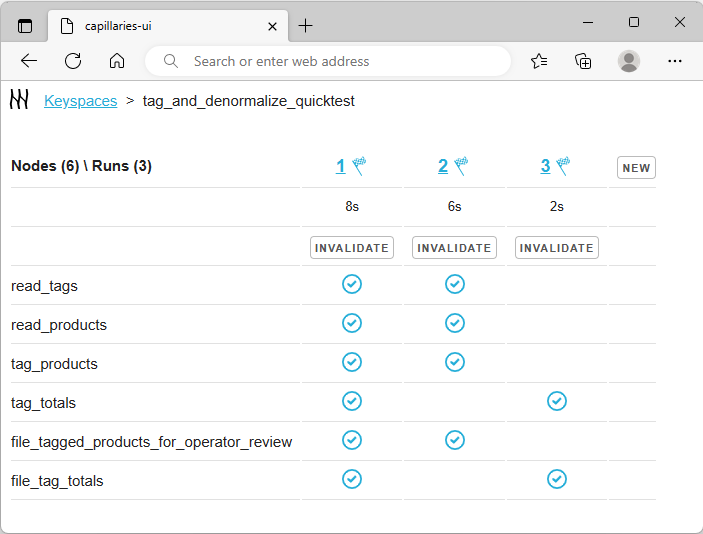 capillaries-ui
Search or enter web address
Keyspaces > tag_and_denormalize_quicktest
Nodes (6) \ Runs (3) 1 2 3 NEW
8s 6s 2s
INVALIDATE INVALIDATE INVALIDATE
read_tags
read_products
tag_products
tag_totals
file_tagged_products_for_operator_review
file_tag_totals